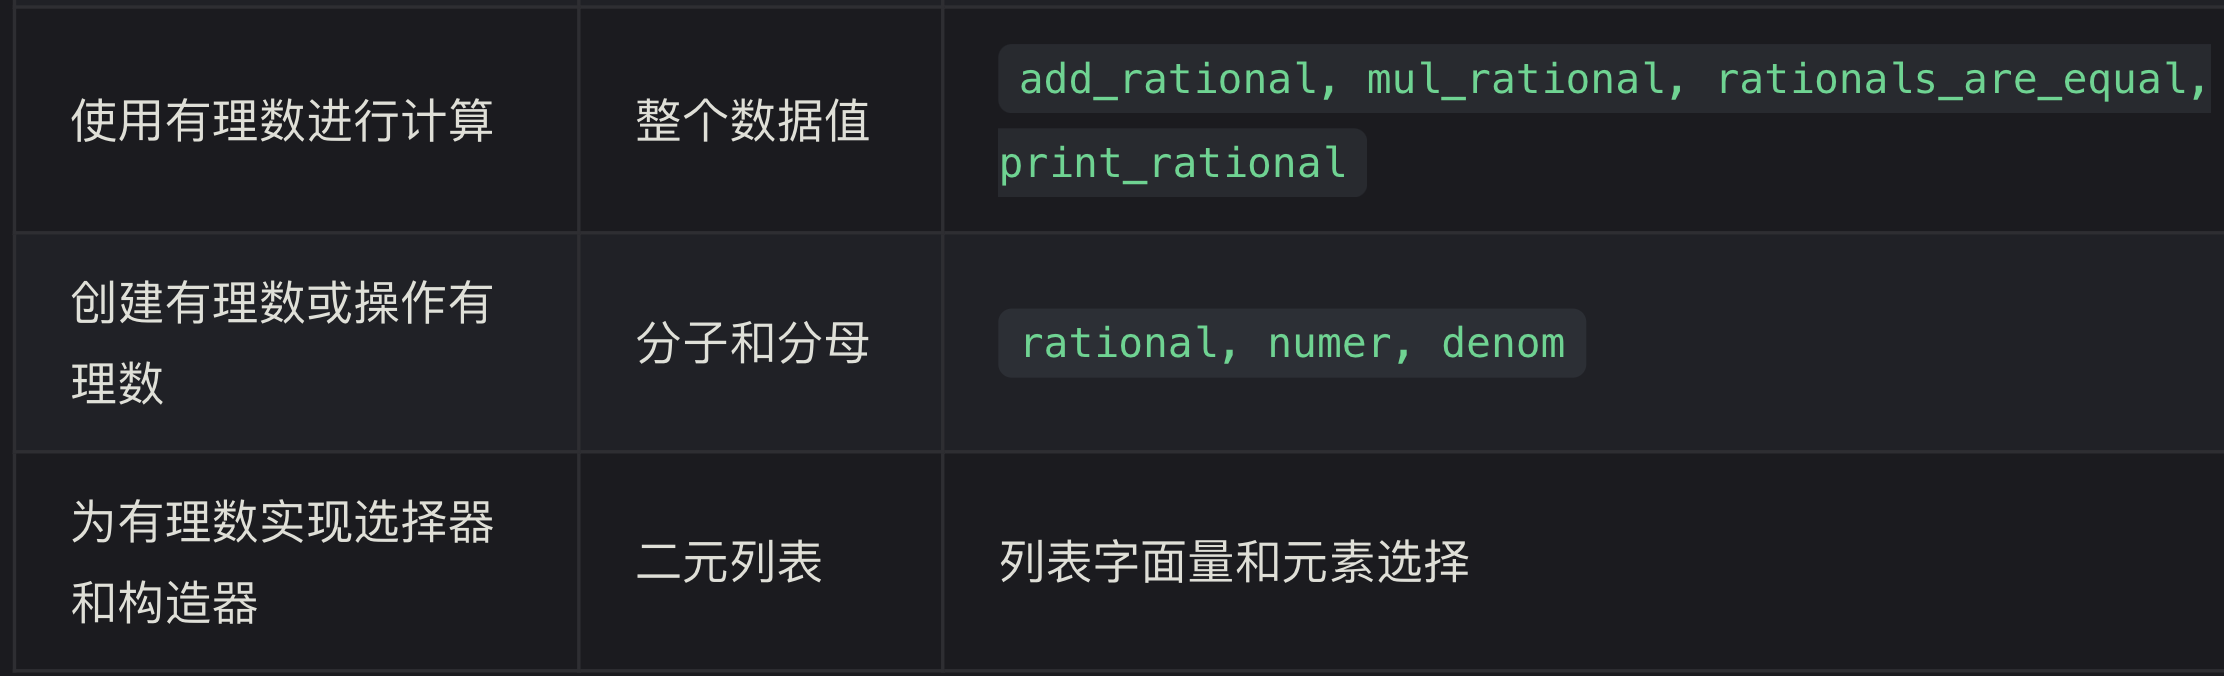 使用有理数进行计算
整个数据值
add_rational, mul_rational, rationals_are_equal,
print_rational
创建有理数或操作有
理数
分子和分母
rational, numer, denom
为有理数实现选择器
和构造器
二元列表
列表字面量和元素选择